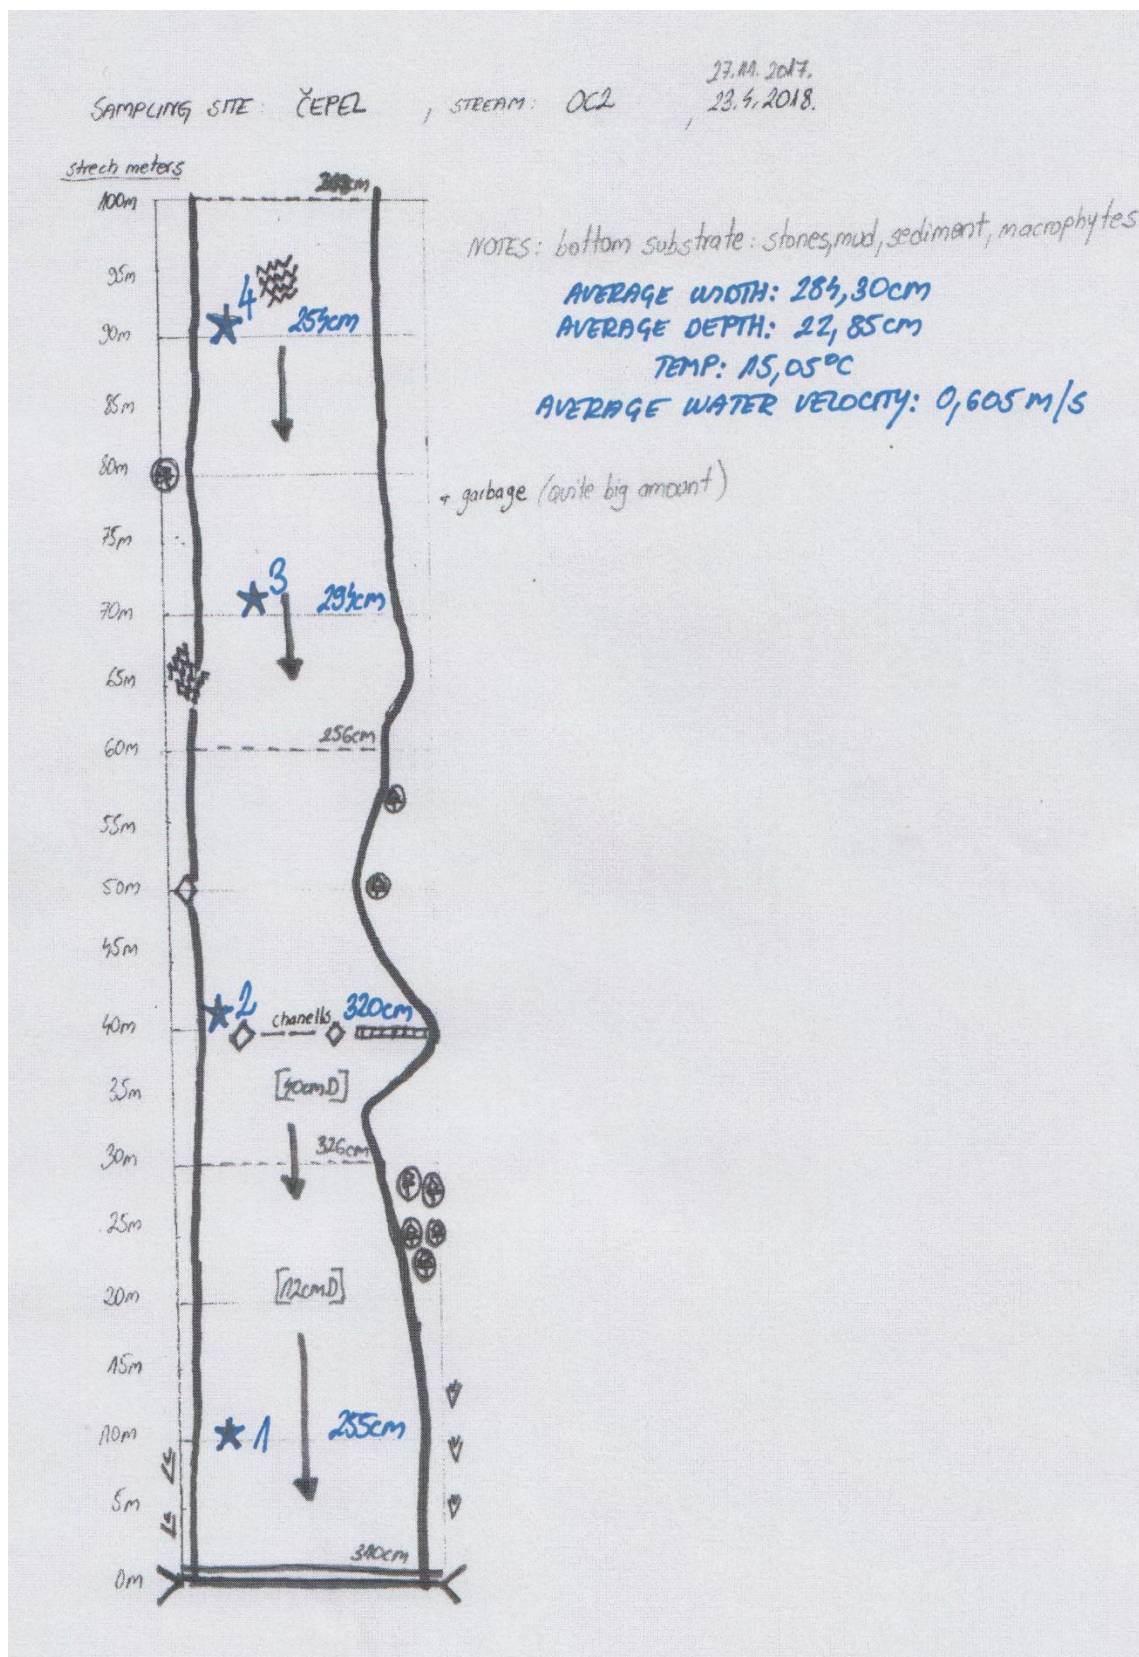 27.11.2017.
SAMPLING SITE: ČEPEL , STREAM: OC2 , 23.4.2018.
strech meters
100m
NOTES: bottom substrate: stones, mud, sediment, macrophytes
95m
AVERAGE WIDTH: 284,30cm
4
90m 254cm
AVERAGE DEPTH: 22,85cm
TEMP: 15,05°C
85m
AVERAGE WATER VELOCITY: 0,605 m/s
80m
+ garbage (quite big amount)
75m
3
70m 294cm
65m
60m 256cm
55m
50m
45m
2
40m chanells 320cm
35m [40cmD]
30m 326cm
25m
20m [12cmD]
15m
10m 1 255cm
5m
310cm
0m